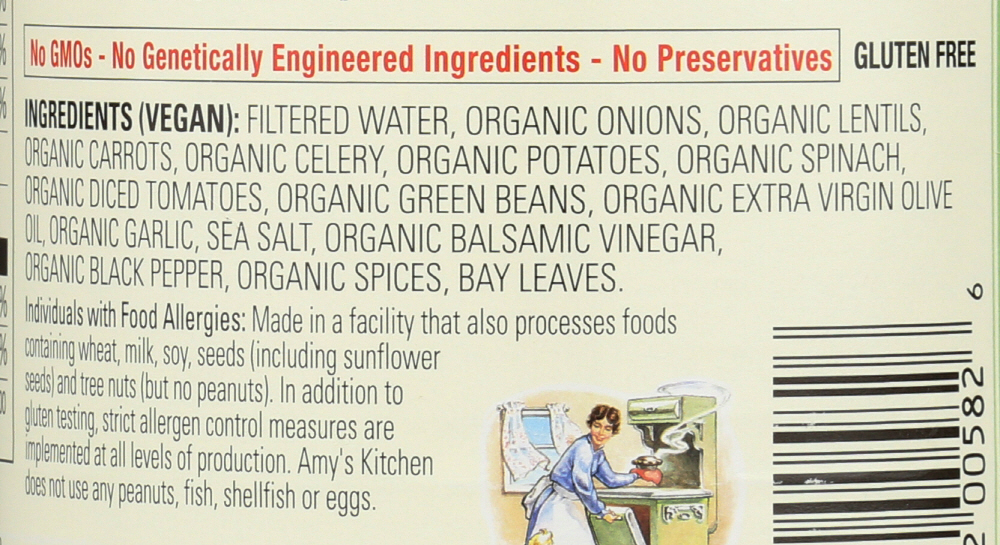 No GMOs - No Genetically Engineered Ingredients - No Preservatives GLUTEN FREE
INGREDIENTS (VEGAN): FILTERED WATER, ORGANIC ONIONS, ORGANIC LENTILS,
ORGANIC CARROTS, ORGANIC CELERY, ORGANIC POTATOES, ORGANIC SPINACH,
ORGANIC DICED TOMATOES, ORGANIC GREEN BEANS, ORGANIC EXTRA VIRGIN OLIVE
OIL, ORGANIC GARLIC, SEA SALT, ORGANIC BALSAMIC VINEGAR,
ORGANIC BLACK PEPPER, ORGANIC SPICES, BAY LEAVES.
Individuals with Food Allergies: Made in a facility that also processes foods
containing wheat, milk, soy, seeds (including sunflower
seeds) and tree nuts (but no peanuts). In addition to
gluten testing, strict allergen control measures are
implemented at all levels of production. Amy's Kitchen
does not use any peanuts, fish, shellfish or eggs.
2 00582 6